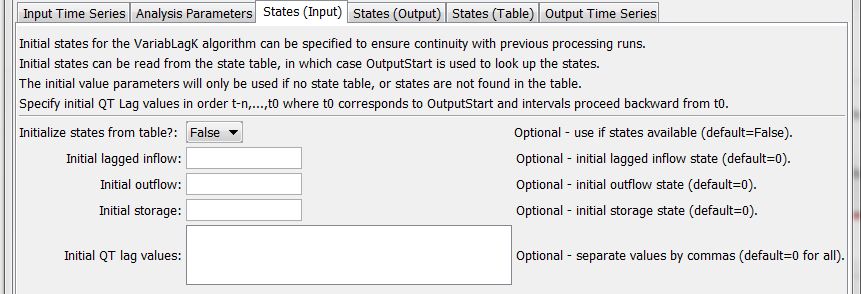 Input Time Series Analysis Parameters States (Input) States (Output) States (Table) Output Time Series
Initial states for the VariabLagK algorithm can be specified to ensure continuity with previous processing runs.
Initial states can be read from the state table, in which case OutputStart is used to look up the states.
The initial value parameters will only be used if no state table, or states are not found in the table.
Specify initial QT Lag values in order t-n,...,t0 where t0 corresponds to OutputStart and intervals proceed backward from t0.
Initialize states from table?: False Optional - use if states available (default=False).
Initial lagged inflow: Optional - initial lagged inflow state (default=0).
Initial outflow: Optional - initial outflow state (default=0).
Initial storage: Optional - initial storage state (default=0).
Initial QT lag values: Optional - separate values by commas (default=0 for all).